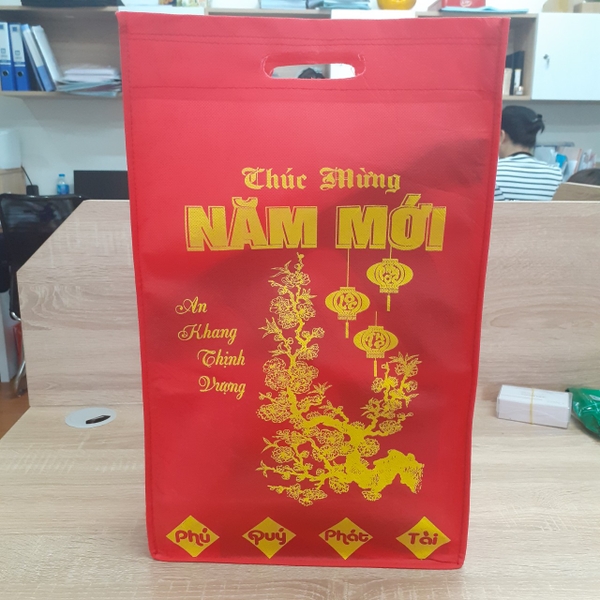 Chúc Mừng
NĂM MỚI
An
Khang
Thịnh
Vượng
Phú Quý Phát Tài